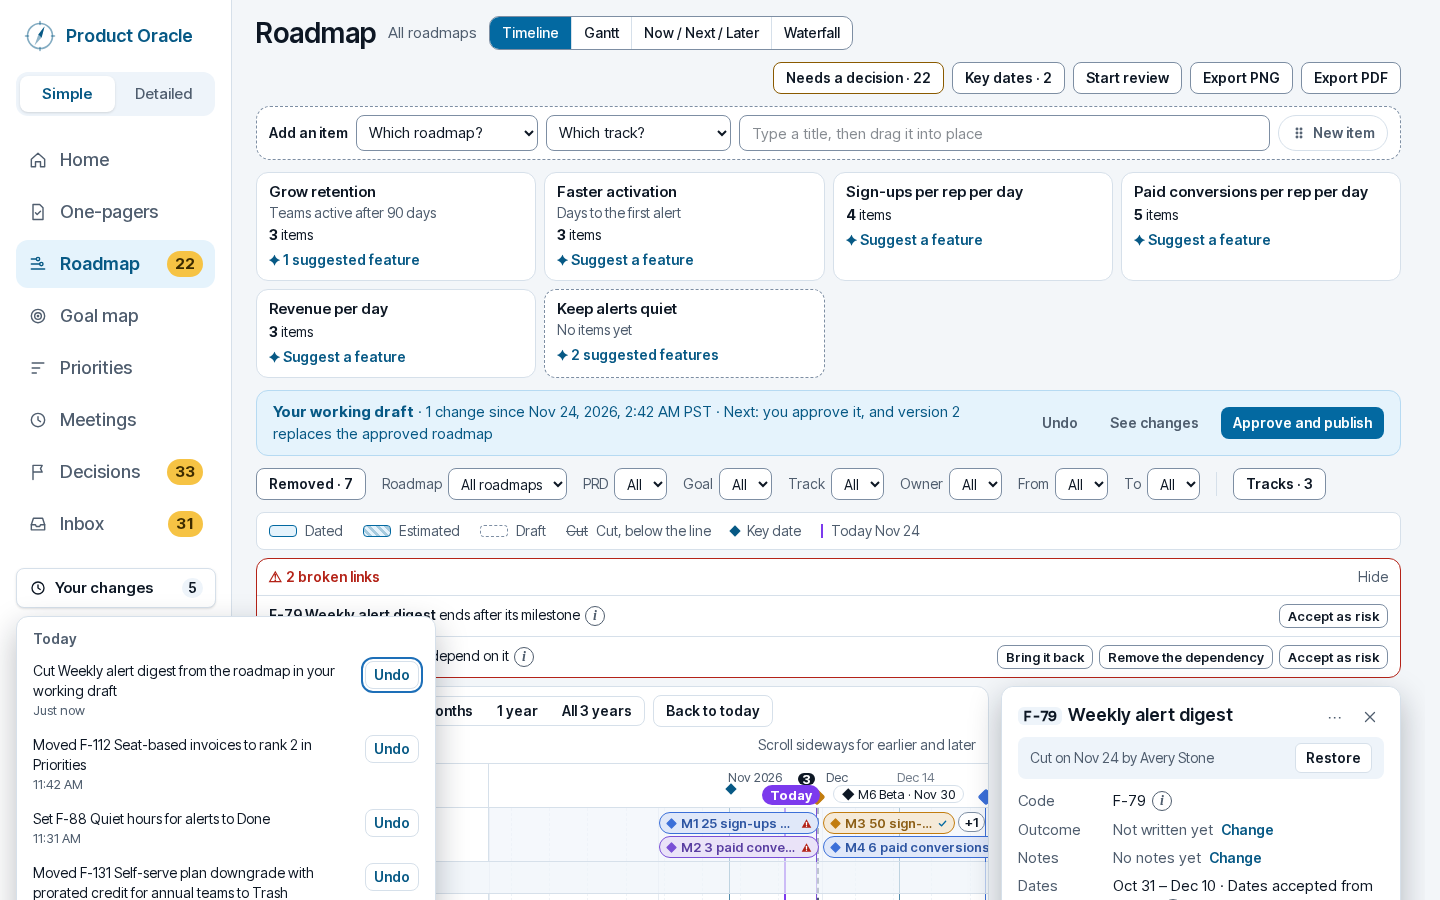 Product Oracle
Simple
Detailed
Home
One-pagers
Roadmap 22
Goal map
Priorities
Meetings
Decisions 33
Inbox 31
Your changes 5
Today
Cut Weekly alert digest from the roadmap in your
working draft
Just now
Undo
Moved F-112 Seat-based invoices to rank 2 in
Priorities
11:42 AM
Undo
Set F-88 Quiet hours for alerts to Done
11:31 AM
Undo
Moved F-131 Self-serve plan downgrade with
prorated credit for annual teams to Trash
Undo
Roadmap All roadmaps Timeline Gantt Now / Next / Later Waterfall
Needs a decision · 22 Key dates · 2 Start review Export PNG Export PDF
Add an item Which roadmap? Which track? Type a title, then drag it into place New item
Grow retention
Teams active after 90 days
3 items
1 suggested feature
Faster activation
Days to the first alert
3 items
Suggest a feature
Sign-ups per rep per day
4 items
Suggest a feature
Paid conversions per rep per day
5 items
Suggest a feature
Revenue per day
3 items
Suggest a feature
Keep alerts quiet
No items yet
2 suggested features
Your working draft · 1 change since Nov 24, 2026, 2:42 AM PST · Next: you approve it, and version 2
replaces the approved roadmap
Undo See changes Approve and publish
Removed · 7 Roadmap All roadmaps PRD All Goal All Track All Owner All From All To All Tracks · 3
Dated Estimated Draft Cut Cut, below the line Key date Today Nov 24
2 broken links Hide
F-79 Weekly alert digest ends after its milestone i Accept as risk
depend on it i Bring it back Remove the dependency Accept as risk
onths 1 year All 3 years Back to today
Scroll sideways for earlier and later
Nov 2026 3 Dec Dec 14
Today M6 Beta · Nov 30
M1 25 sign-ups ... M3 50 sign-... +1
M2 3 paid conve... M4 6 paid conversions
F-79 Weekly alert digest ...
Cut on Nov 24 by Avery Stone Restore
Code F-79 i
Outcome Not written yet Change
Notes No notes yet Change
Dates Oct 31 – Dec 10 · Dates accepted from